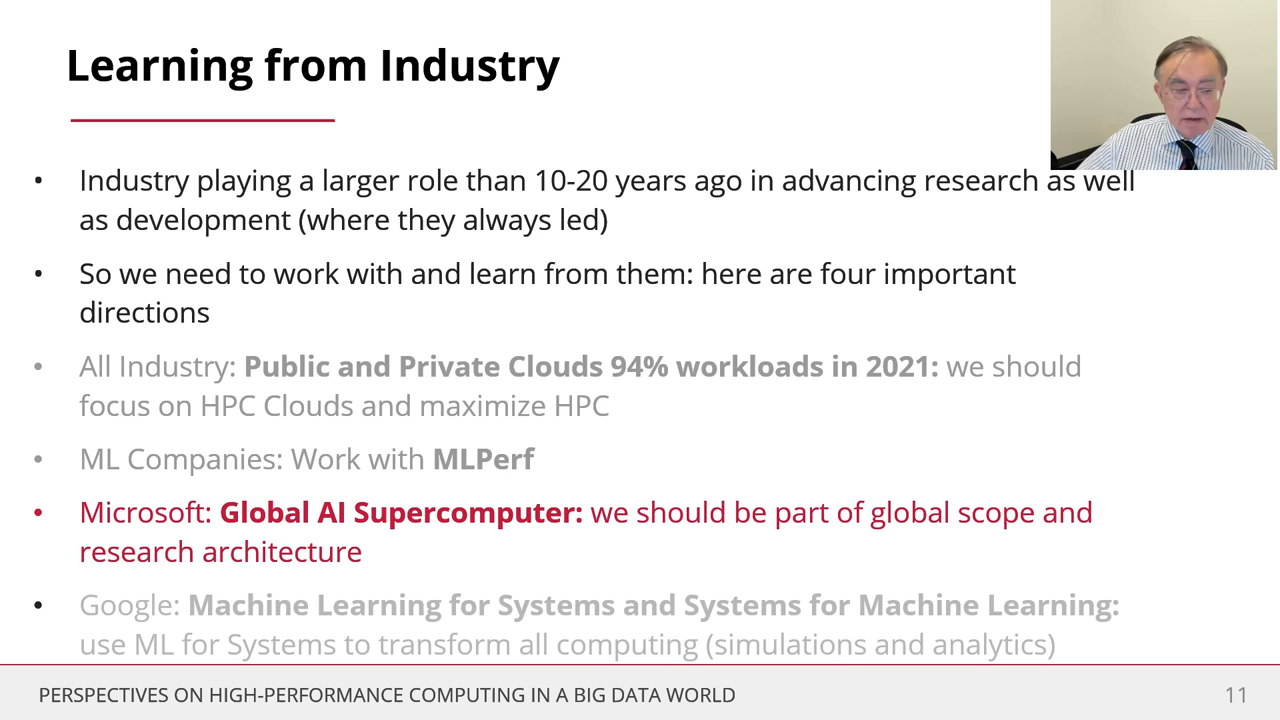 Learning from Industry
• Industry playing a larger role than 10-20 years ago in advancing research as well
as development (where they always led)
• So we need to work with and learn from them: here are four important
directions
• All Industry: Public and Private Clouds 94% workloads in 2021: we should
focus on HPC Clouds and maximize HPC
• ML Companies: Work with MLPerf
• Microsoft: Global AI Supercomputer: we should be part of global scope and
research architecture
• Google: Machine Learning for Systems and Systems for Machine Learning:
use ML for Systems to transform all computing (simulations and analytics)
PERSPECTIVES ON HIGH-PERFORMANCE COMPUTING IN A BIG DATA WORLD
11